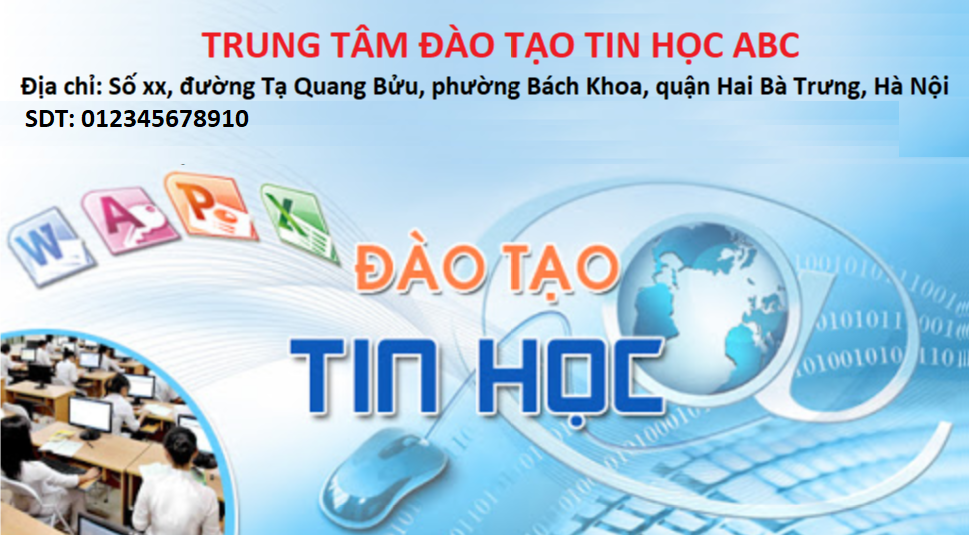 TRUNG TÂM ĐÀO TẠO TIN HỌC ABC
Địa chỉ: Số xx, đường Tạ Quang Bửu, phường Bách Khoa, quận Hai Bà Trưng, Hà Nội
SDT: 012345678910
W A P X
ĐÀO TẠO
TIN HỌC